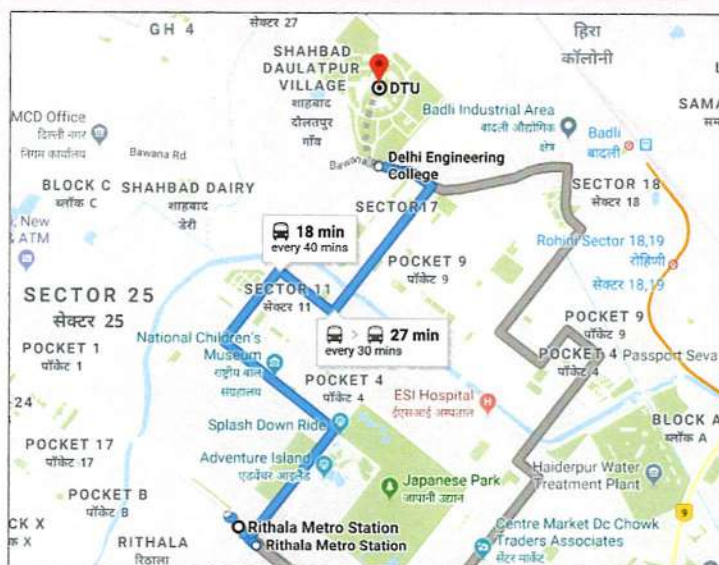 GH 4
सेक्टर 27
हिरा
कॉलोनी
SHAHBAD
DAULATPUR
VILLAGE
शाहबाद
दौलतपुर
गाँव
DTU
MCD Office
दिल्ली नगर
निगम कार्यालय
Bawana Rd
Badli Industrial Area
बादली औद्योगिक
क्षेत्र
SAMA
Badli
बादली
Bawana
Delhi Engineering
College
BLOCK C
ब्लॉक C
SHAHBAD DAIRY
शाहबाद
डेरी
SECTOR 18
सेक्टर 18
SECTOR 17
, New
& ATM
18 min
every 40 mins
Rohini Sector 18,19
रोहिणी
सेक्टर 18,19
POCKET 9
पॉकेट 9
SECTOR 11
सेक्टर 11
SECTOR 25
सेक्टर 25
27 min
every 30 mins
POCKET 9
पॉकेट 9
National Children's
Museum
राष्ट्रीय बाल
संग्रहालय
POCKET 1
पॉकेट 1
POCKET 4
पॉकेट 4
Passport Seva
POCKET 4
पॉकेट 4
ESI Hospital
ईएसआई अस्पताल
24
Splash Down Ride
BLOCK A
ब्लॉक A
POCKET 17
पॉकेट 17
Adventure Island
एडवेंचर आइलैंड
Haiderpur Water
Treatment Plant
Japanese Park
जापानी उद्यान
POCKET B
पॉकेट B
9
CK X
क X
Rithala Metro Station
Rithala Metro Station
RITHALA
रिठाला
Centre Market Dc Chowk
Traders Associates
सेंटर मार्केट